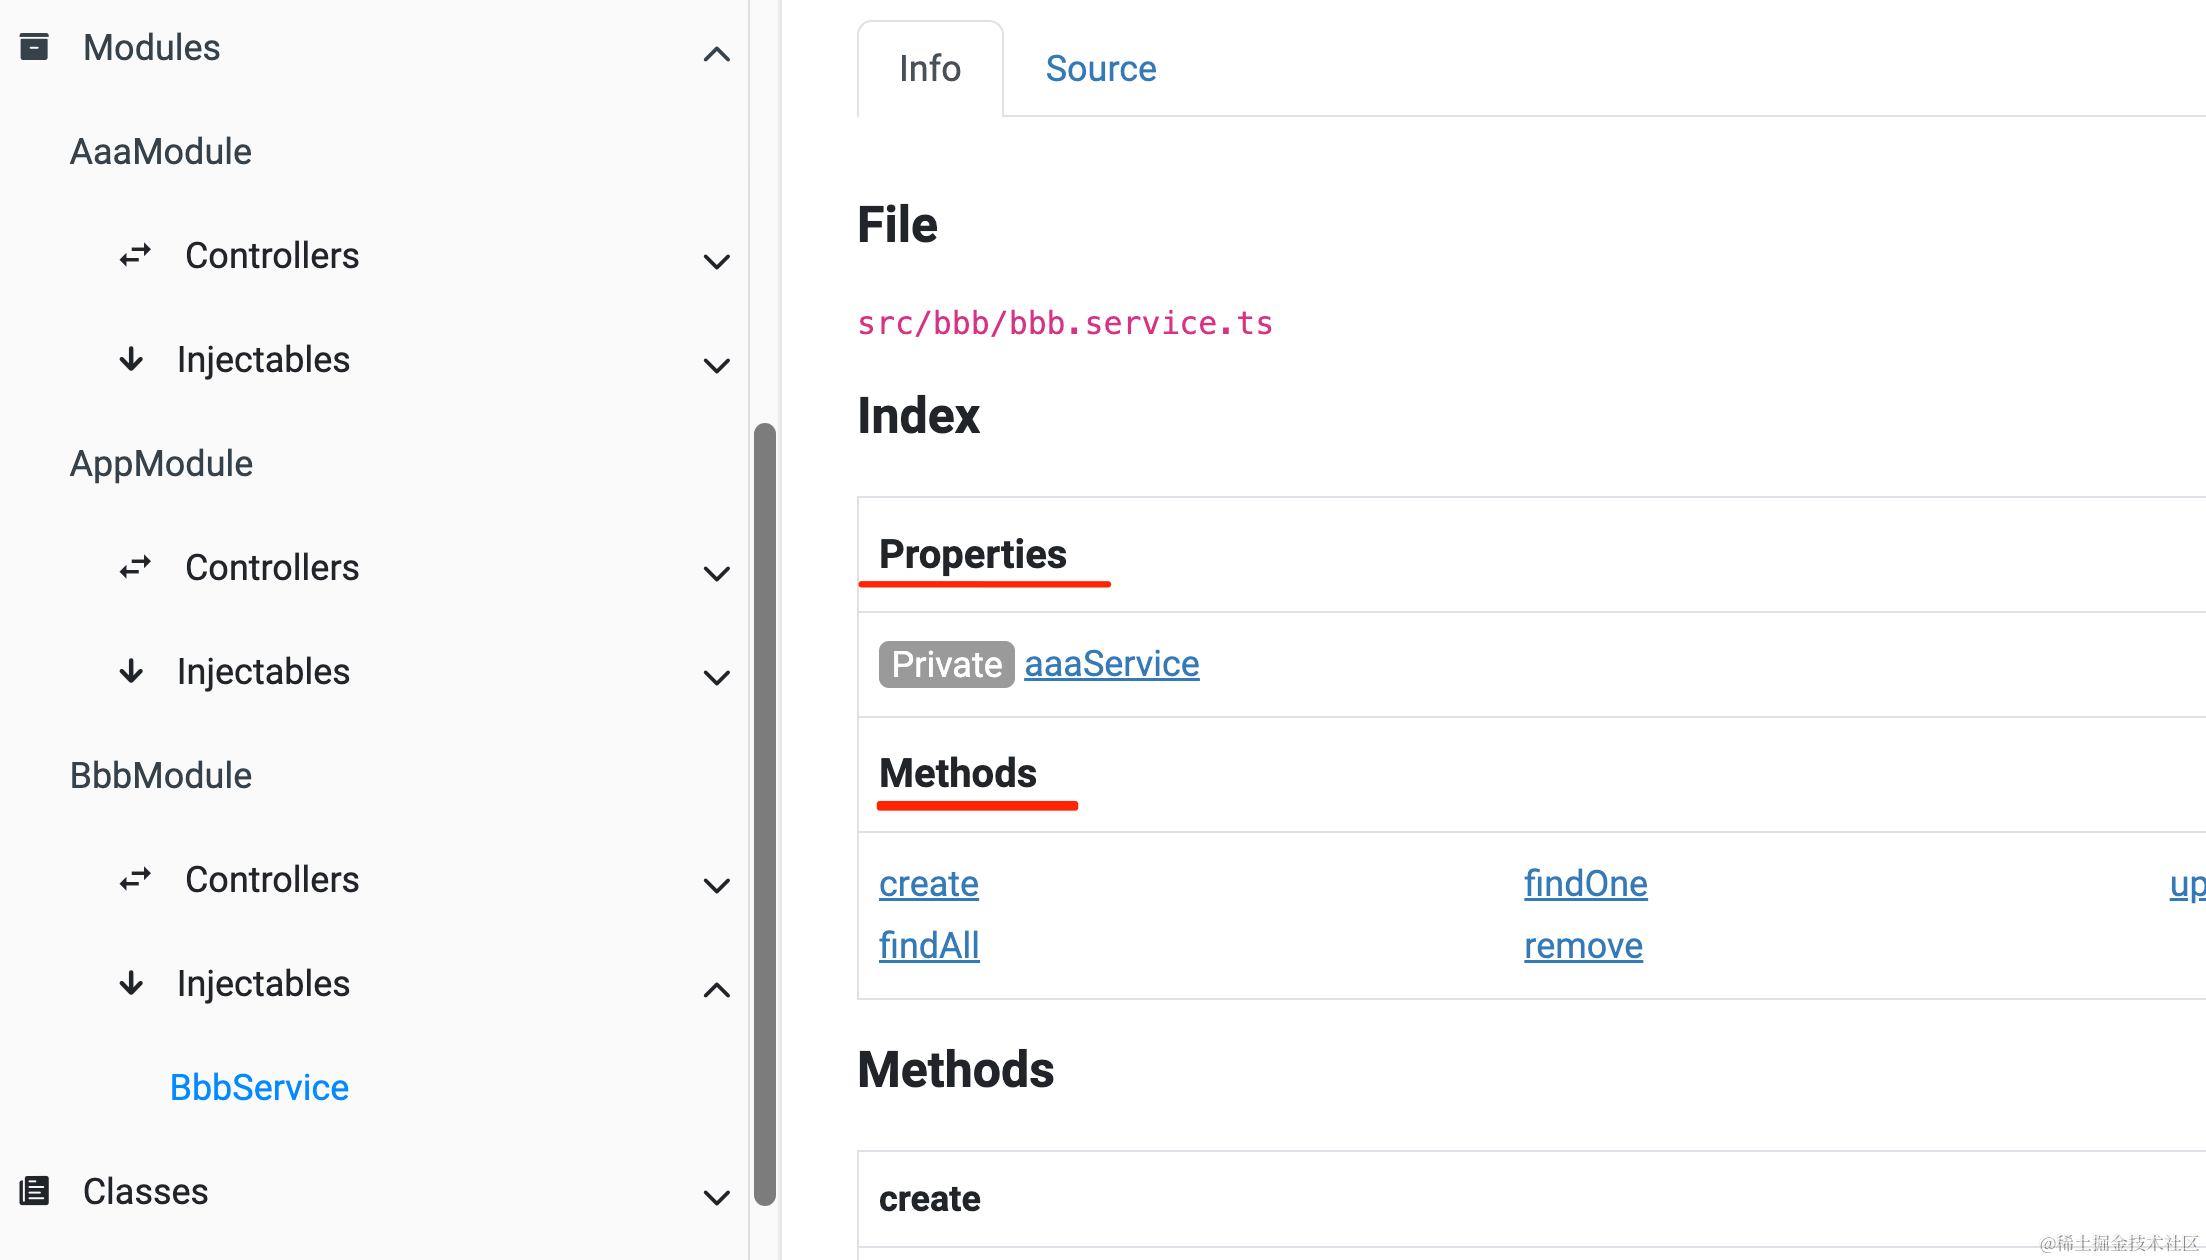 Modules
AaaModule
Controllers
Injectables
AppModule
Controllers
Injectables
BbbModule
Controllers
Injectables
BbbService
Classes
Info
Source
File
src/bbb/bbb.service.ts
Index
Properties
Private aaaService
Methods
create findOne up
findAll remove
Methods
create
@稀土掘金技术社区